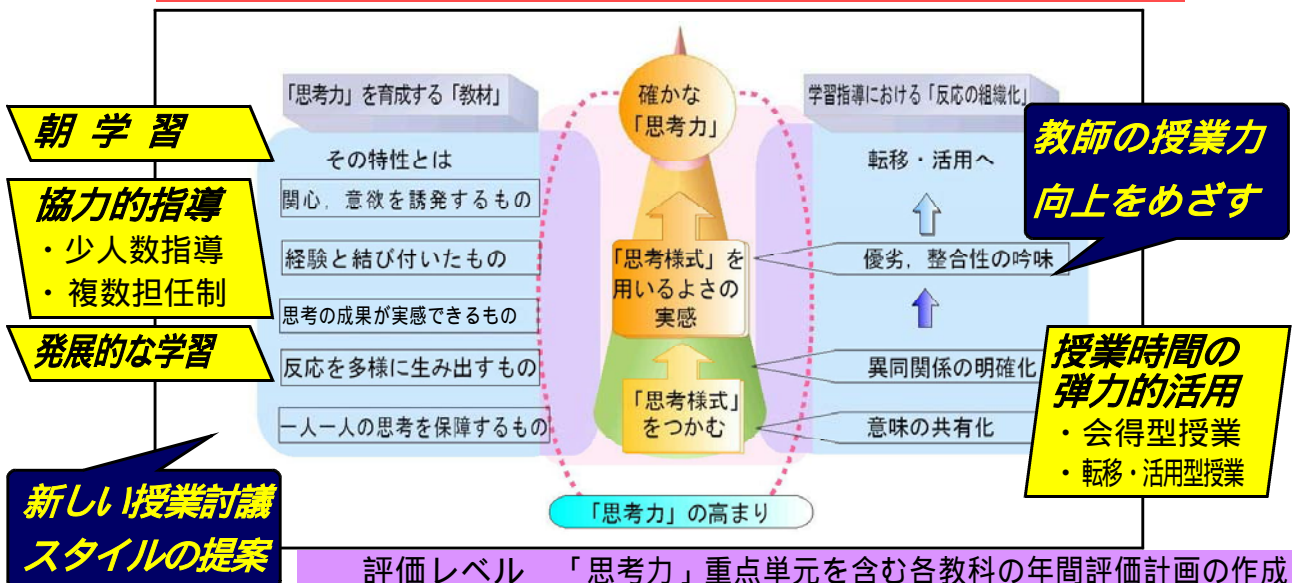 「思考力」を育成する「教材」
その特性とは
関心，意欲を誘発するもの
経験と結び付いたもの
思考の成果が実感できるもの
反応を多様に生み出すもの
一人一人の思考を保障するもの
確かな
「思考力」
「思考様式」を
用いるよさの
実感
「思考様式」
をつかむ
「思考力」の高まり
学習指導における「反応の組織化」
転移・活用へ
優劣，整合性の吟味
異同関係の明確化
意味の共有化
朝 学 習
協力的指導
・少人数指導
・複数担任制
発展的な学習
新しい授業討議
スタイルの提案
教師の授業力
向上をめざす
授業時間の
弾力的活用
・会得型授業
・転移・活用型授業
評価レベル　「思考力」重点単元を含む各教科の年間評価計画の作成